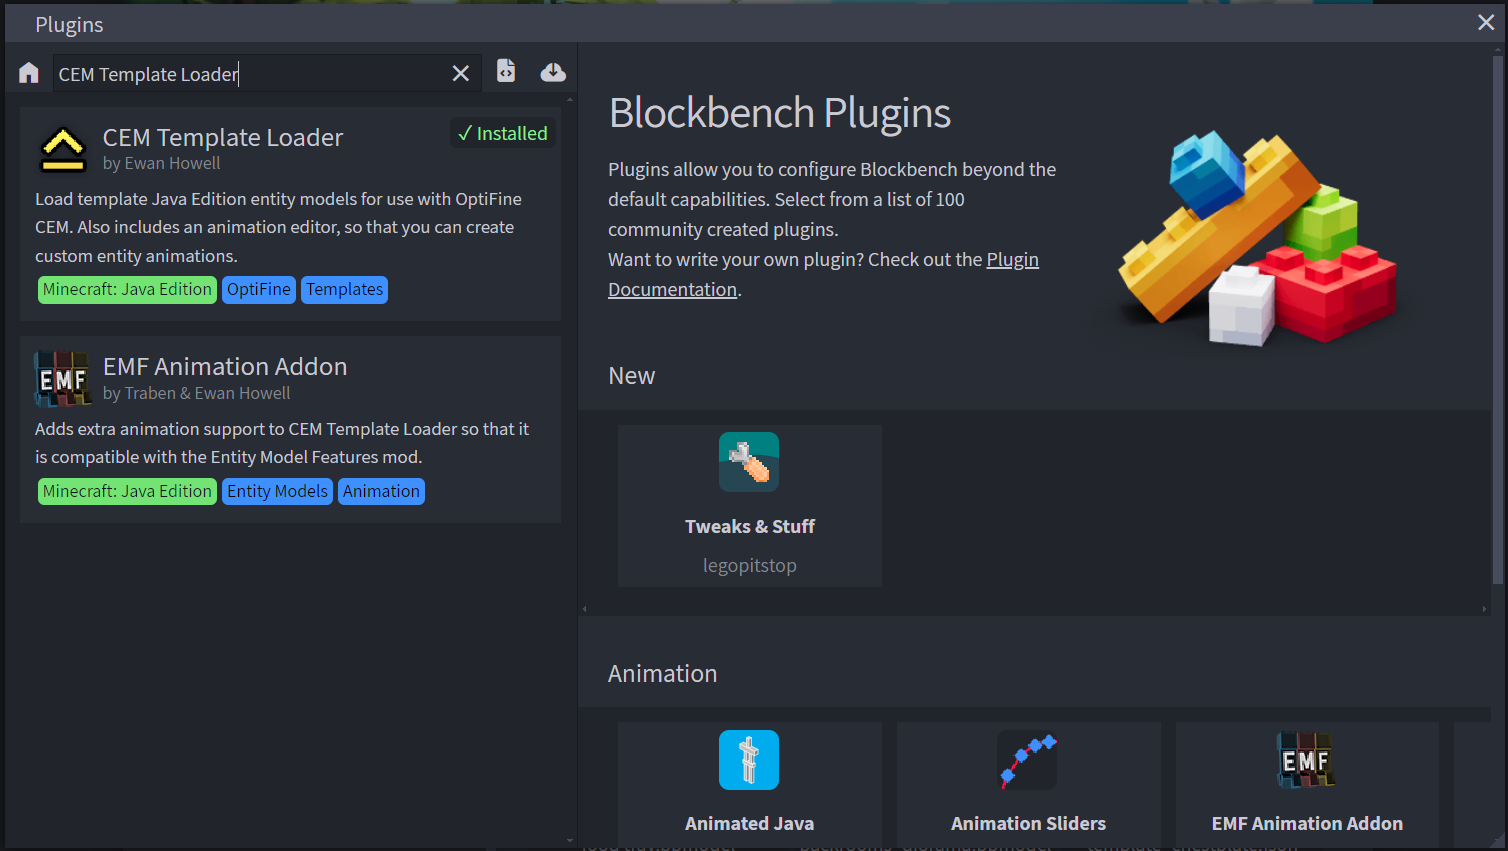 Plugins
CEM Template Loader
CEM Template Loader
✓ Installed
by Ewan Howell
Load template Java Edition entity models for use with OptiFine
CEM. Also includes an animation editor, so that you can create
custom entity animations.
Minecraft: Java Edition OptiFine Templates
EMF
EMF Animation Addon
by Traben & Ewan Howell
Adds extra animation support to CEM Template Loader so that it
is compatible with the Entity Model Features mod.
Minecraft: Java Edition Entity Models Animation
Blockbench Plugins
Plugins allow you to configure Blockbench beyond the
default capabilities. Select from a list of 100
community created plugins.
Want to write your own plugin? Check out the Plugin
Documentation.
New
Tweaks & Stuff
legopitstop
Animation
EMF
Animated Java
Animation Sliders
EMF Animation Addon